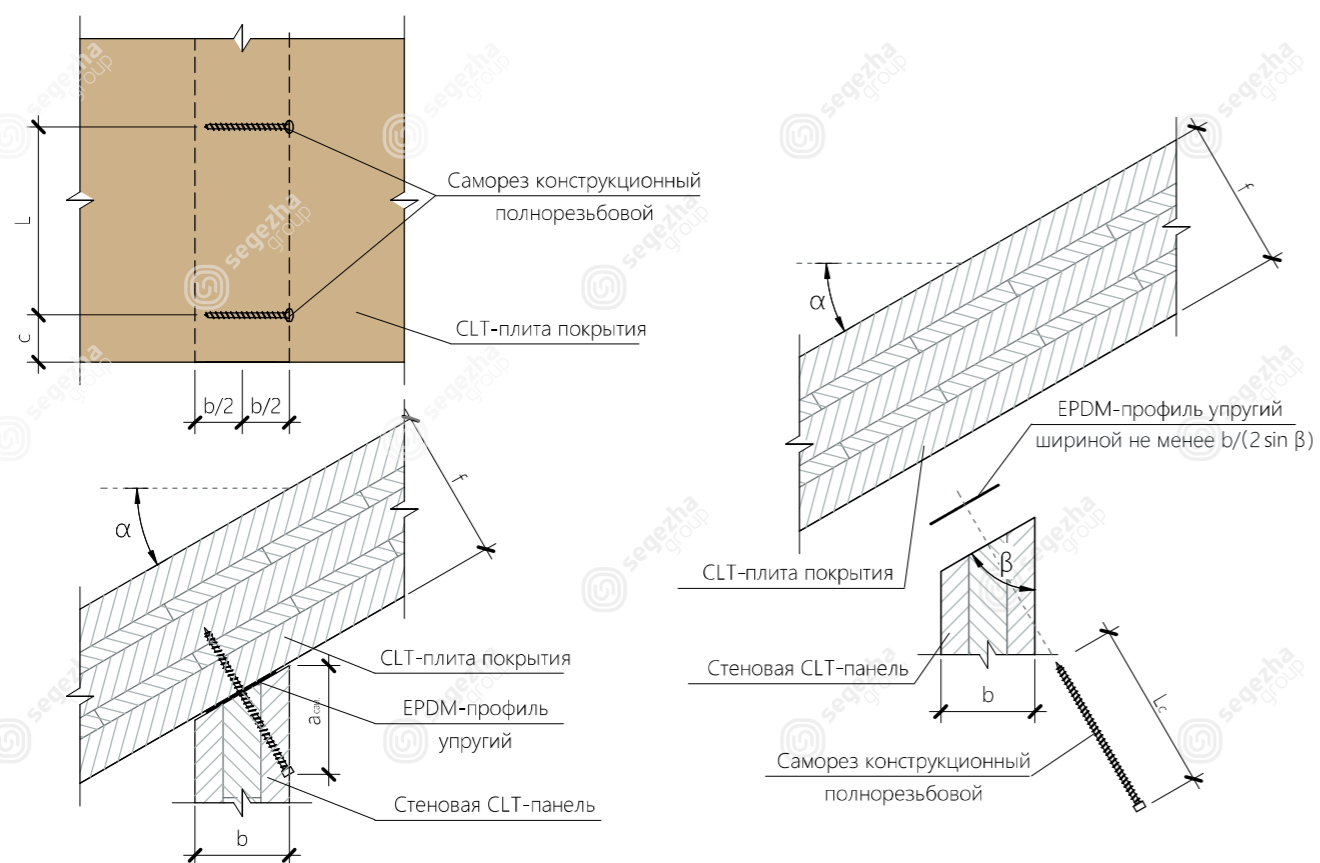 Саморез конструкционный
полнорезьбовой
L
c
CLT-плита покрытия
b/2
b/2
f
α
CLT-плита покрытия
EPDM-профиль
упругий
Стеновая CLT-панель
b
f
α
EPDM-профиль упругий
шириной не менее b/(2 sin β)
CLT-плита покрытия
β
Стеновая CLT-панель
b
Lc
Саморез конструкционный
полнорезьбовой
segezha
group